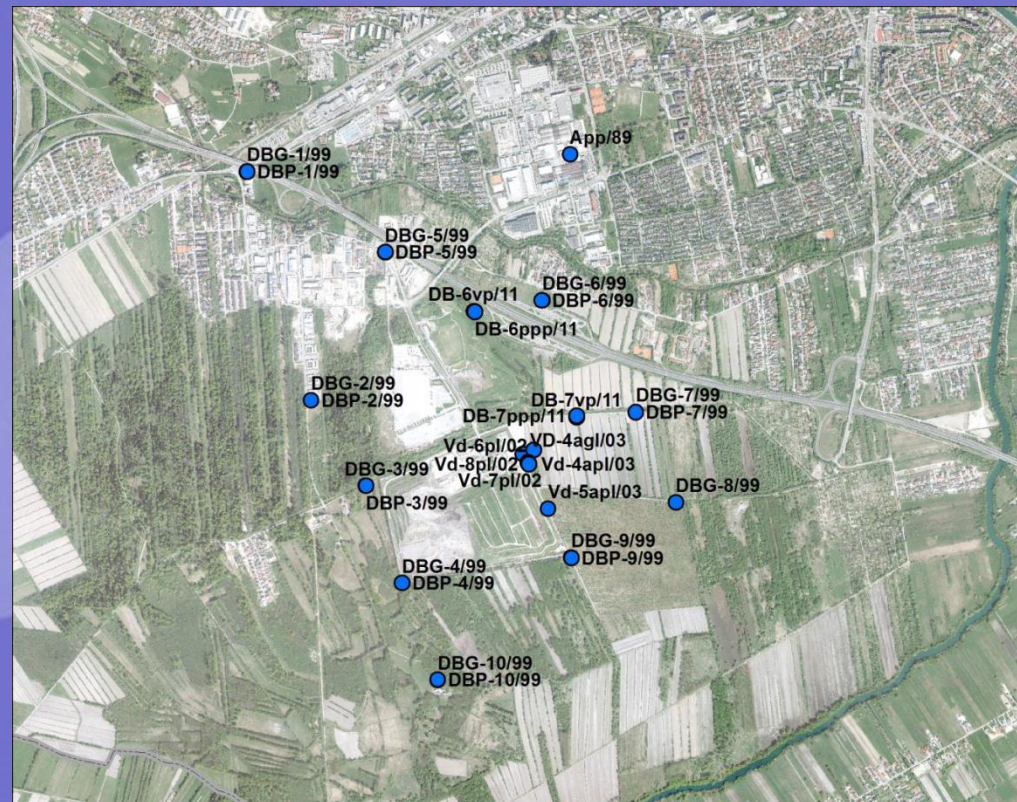 App/89
DBG-1/99
DBP-1/99
DBG-5/99
DBP-5/99
DBG-6/99
DBP-6/99
DB-6vp/11
DB-6ppp/11
DBG-2/99
DBP-2/99
DB-7vp/11
DBG-7/99
DB-7ppp/11
DBP-7/99
Vd-6pl/02
VD-4agl/03
Vd-8pl/02
Vd-4apl/03
Vd-7pl/02
DBG-3/99
DBP-3/99
Vd-5apl/03
DBG-8/99
DBG-9/99
DBP-9/99
DBG-4/99
DBP-4/99
DBG-10/99
DBP-10/99